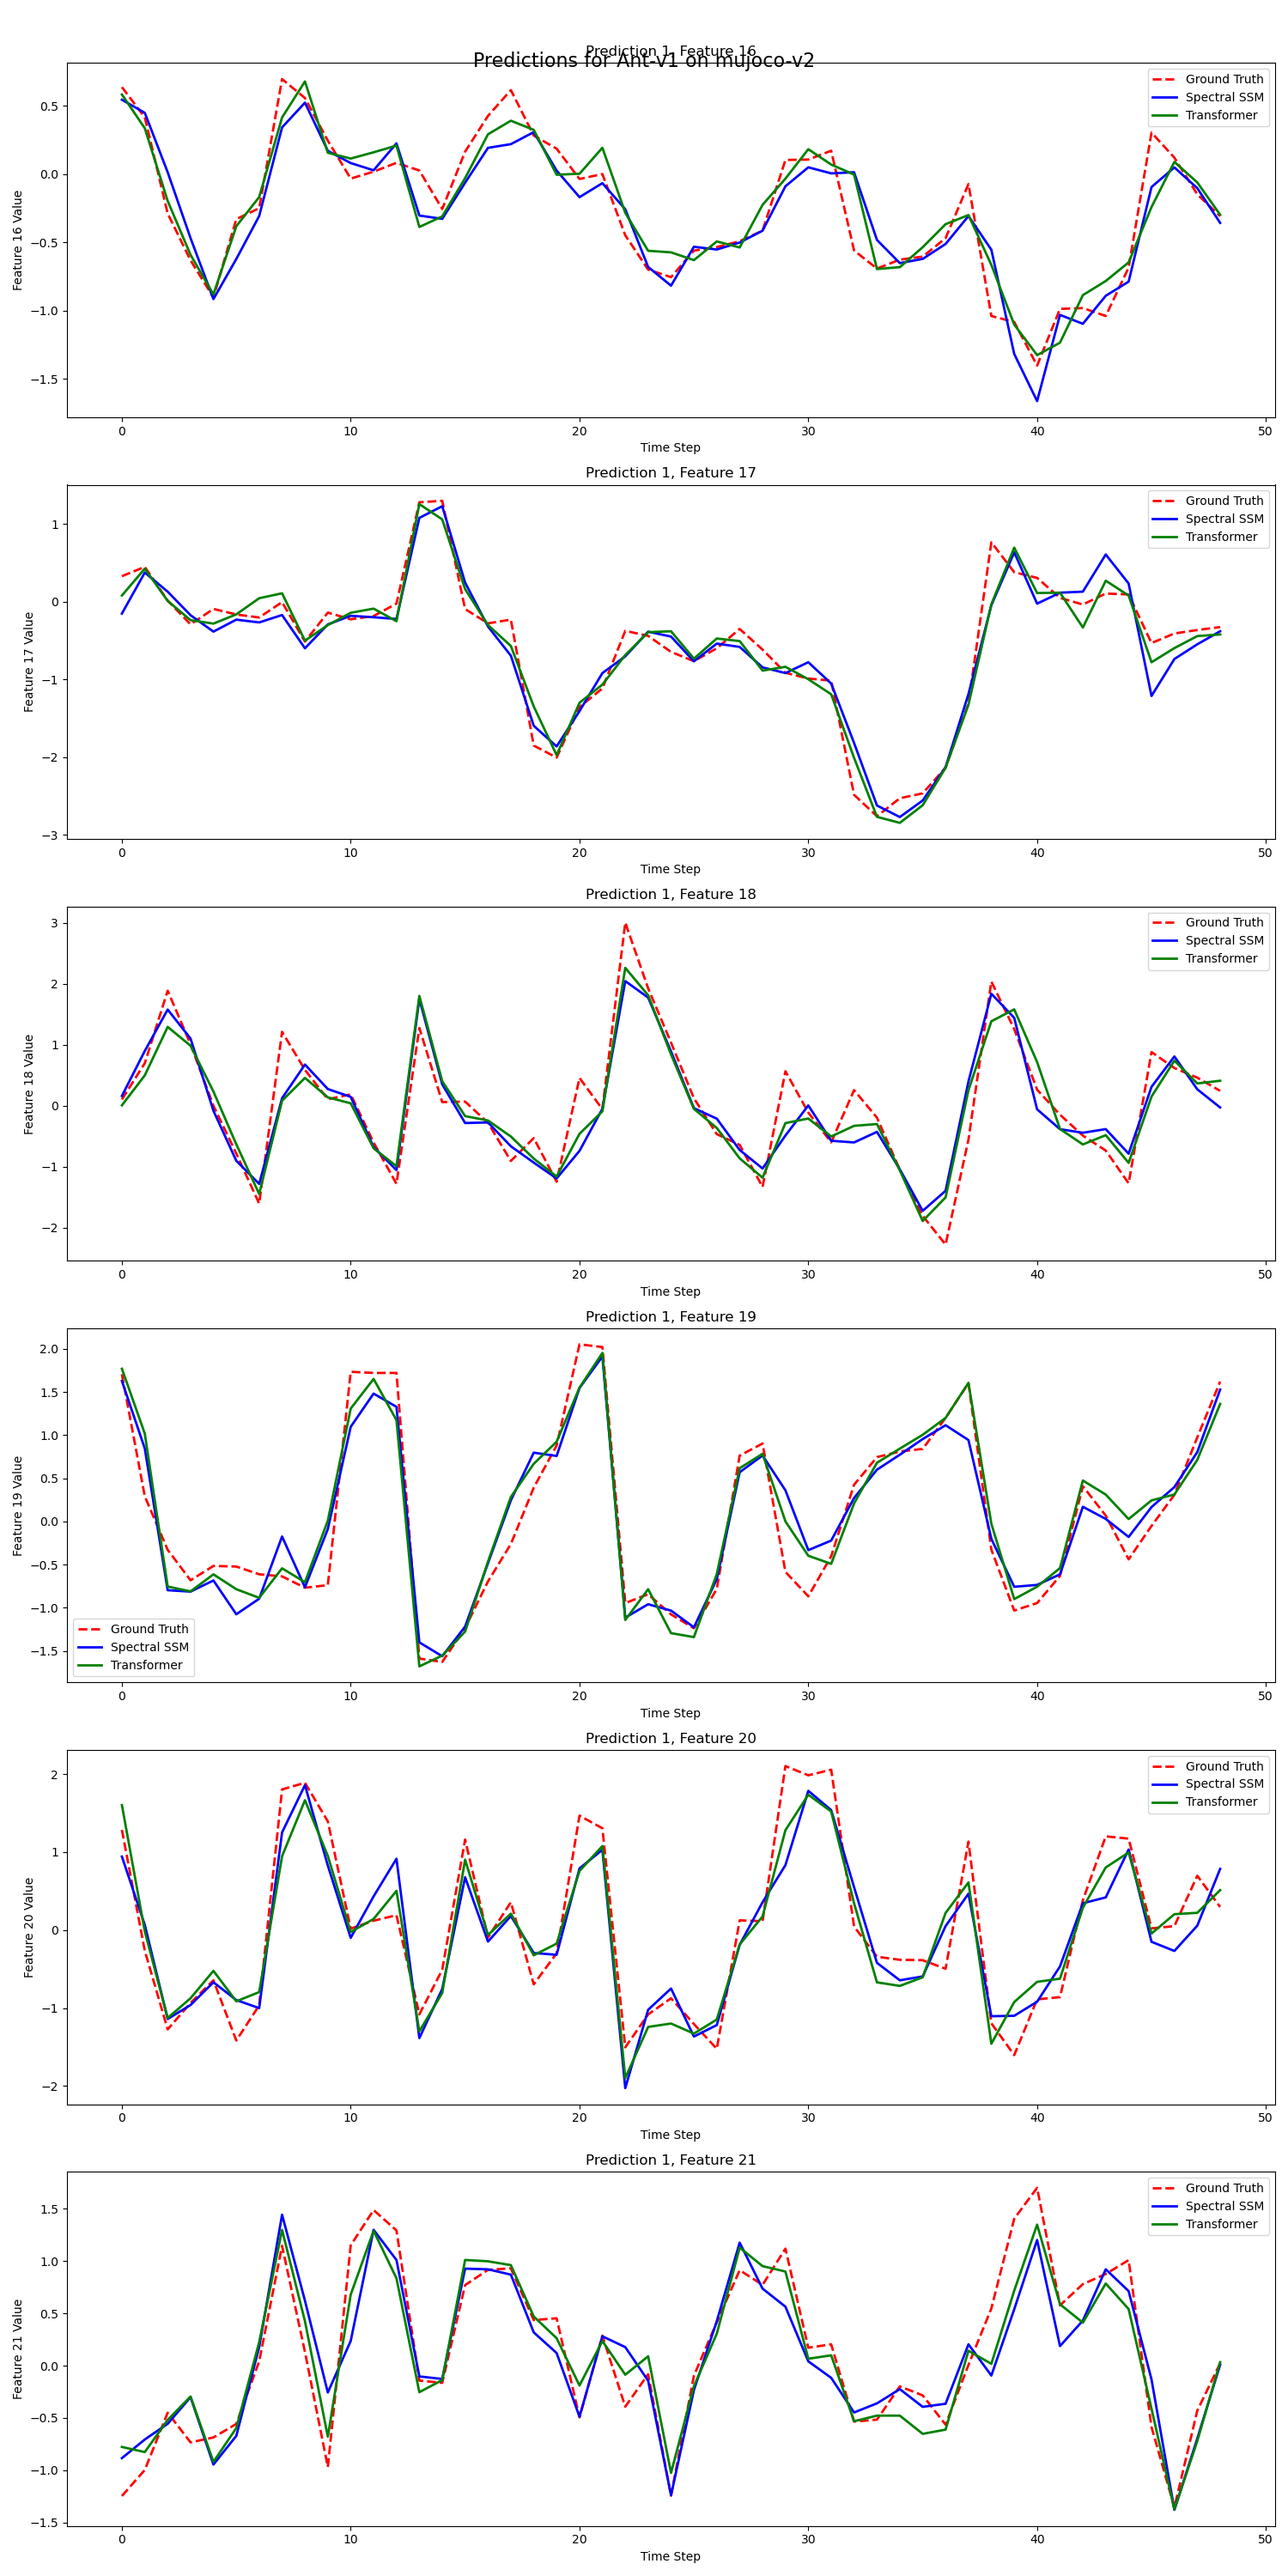 Prediction 1, Feature 16
Predictions for Ant-v1 on mujoco-v2
Ground Truth
Spectral SSM
Transformer
Feature 16 Value
0.5
0.0
−0.5
−1.0
−1.5
0 10 20 30 40 50
Time Step
Prediction 1, Feature 17
Ground Truth
Spectral SSM
Transformer
Feature 17 Value
1
0
−1
−2
−3
0 10 20 30 40 50
Time Step
Prediction 1, Feature 18
Ground Truth
Spectral SSM
Transformer
Feature 18 Value
3
2
1
0
−1
−2
0 10 20 30 40 50
Time Step
Prediction 1, Feature 19
Feature 19 Value
2.0
1.5
1.0
0.5
0.0
−0.5
−1.0
−1.5
Ground Truth
Spectral SSM
Transformer
0 10 20 30 40 50
Time Step
Prediction 1, Feature 20
Ground Truth
Spectral SSM
Transformer
Feature 20 Value
2
1
0
−1
−2
0 10 20 30 40 50
Time Step
Prediction 1, Feature 21
Ground Truth
Spectral SSM
Transformer
Feature 21 Value
1.5
1.0
0.5
0.0
−0.5
−1.0
−1.5
0 10 20 30 40 50
Time Step